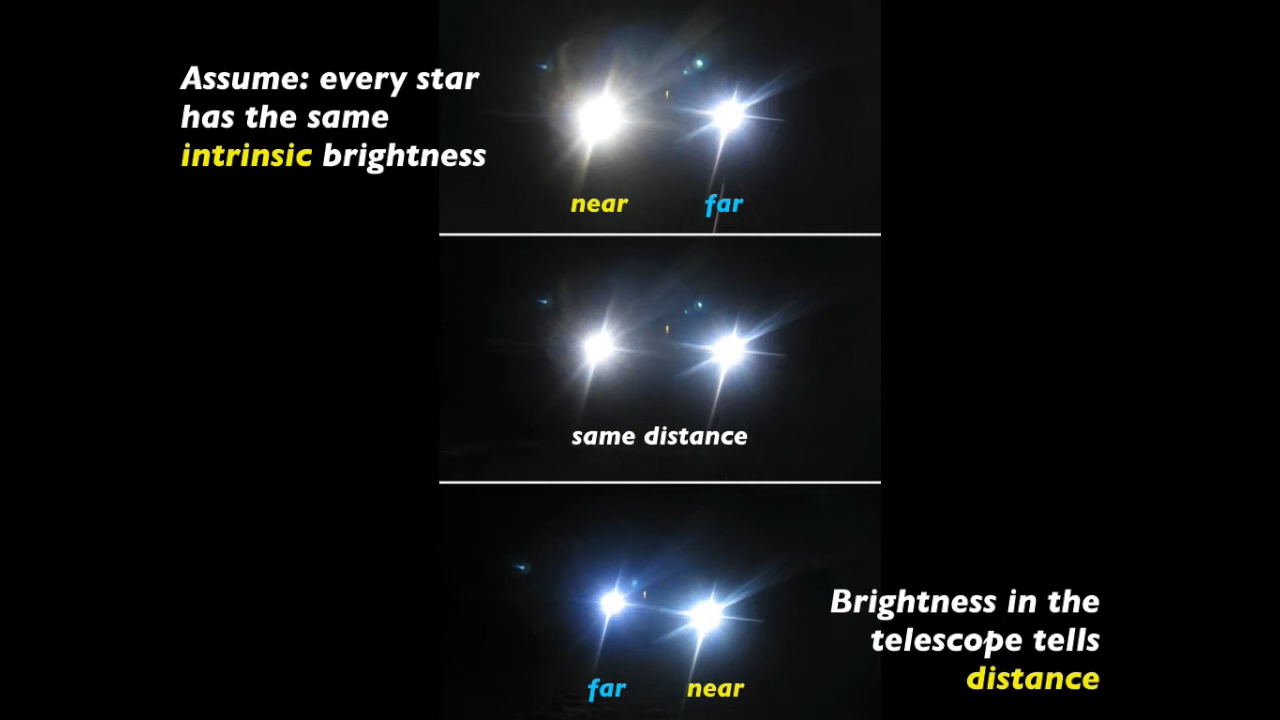 Assume: every star
has the same
intrinsic brightness
near far
same distance
far near
Brightness in the
telescope tells
distance